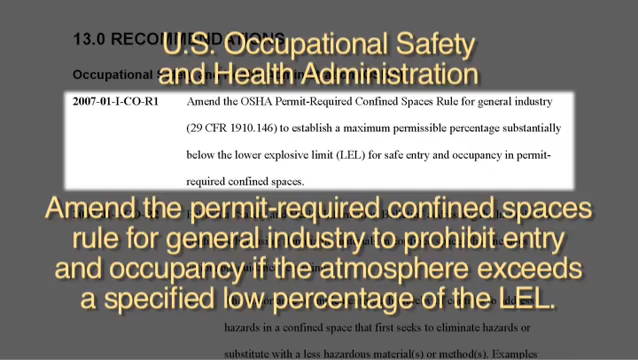 13.0 RECOMMENDATIONS
U.S. Occupational Safety
and Health Administration
Occupational
2007-01-I-CO-R1 Amend the OSHA Permit-Required Confined Spaces Rule for general industry
(29 CFR 1910.146) to establish a maximum permissible percentage substantially
below the lower explosive limit (LEL) for safe entry and occupancy in permit-
required confined spaces.
Amend the permit-required confined spaces
rule for general industry to prohibit entry
and occupancy if the atmosphere exceeds
a specified low percentage of the LEL.
hazards in a confined space that first seeks to eliminate hazards or
substitute with a less hazardous material(s) or method(s). Examples